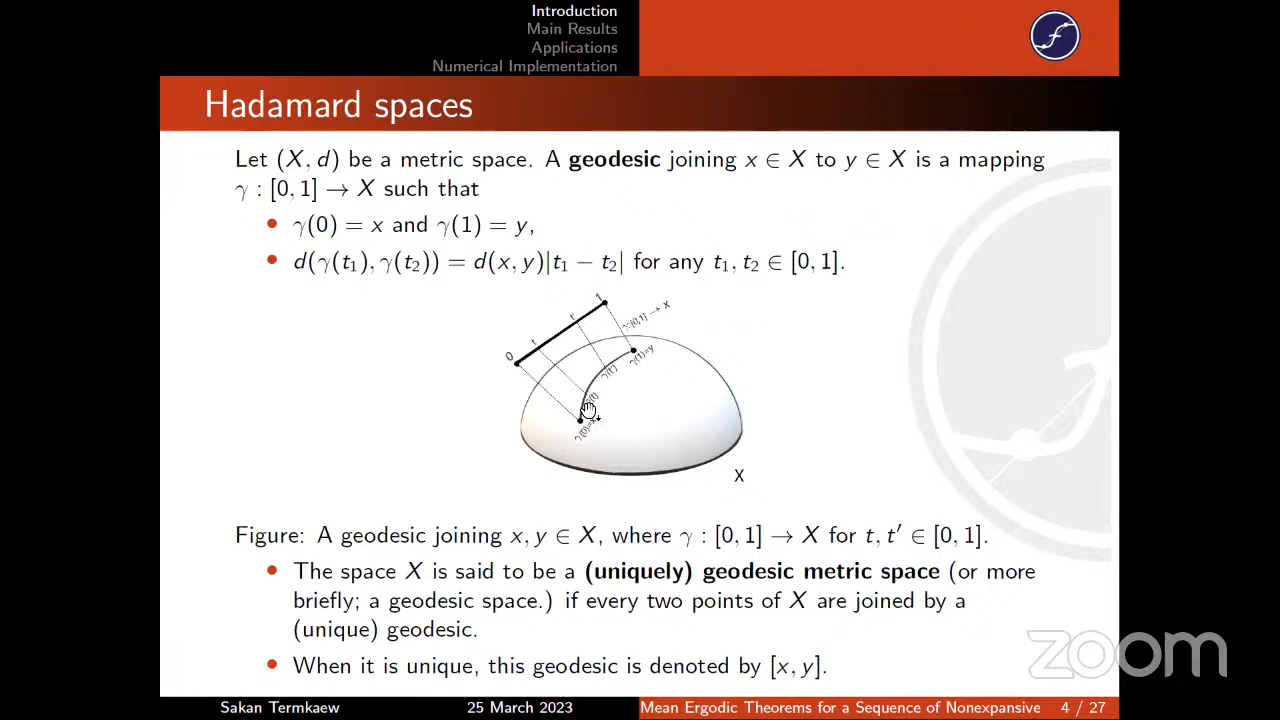 Introduction
Main Results
Applications
Numerical Implementation
Hadamard spaces
Let (X, d) be a metric space. A geodesic joining x ∈ X to y ∈ X is a mapping
γ : [0, 1] → X such that
• γ(0) = x and γ(1) = y,
• d(γ(t₁), γ(t₂)) = d(x, y)|t₁ − t₂| for any t₁, t₂ ∈ [0, 1].
0 t t' 1
γ:[0,1] → X
γ(1)=y
γ(t')
γ(t)
γ(0)=x
X
Figure: A geodesic joining x, y ∈ X, where γ : [0, 1] → X for t, t′ ∈ [0, 1].
• The space X is said to be a (uniquely) geodesic metric space (or more
briefly; a geodesic space.) if every two points of X are joined by a
(unique) geodesic.
• When it is unique, this geodesic is denoted by [x, y].
zoom
Sakan Termkaew 25 March 2023 Mean Ergodic Theorems for a Sequence of Nonexpansive 4 / 27